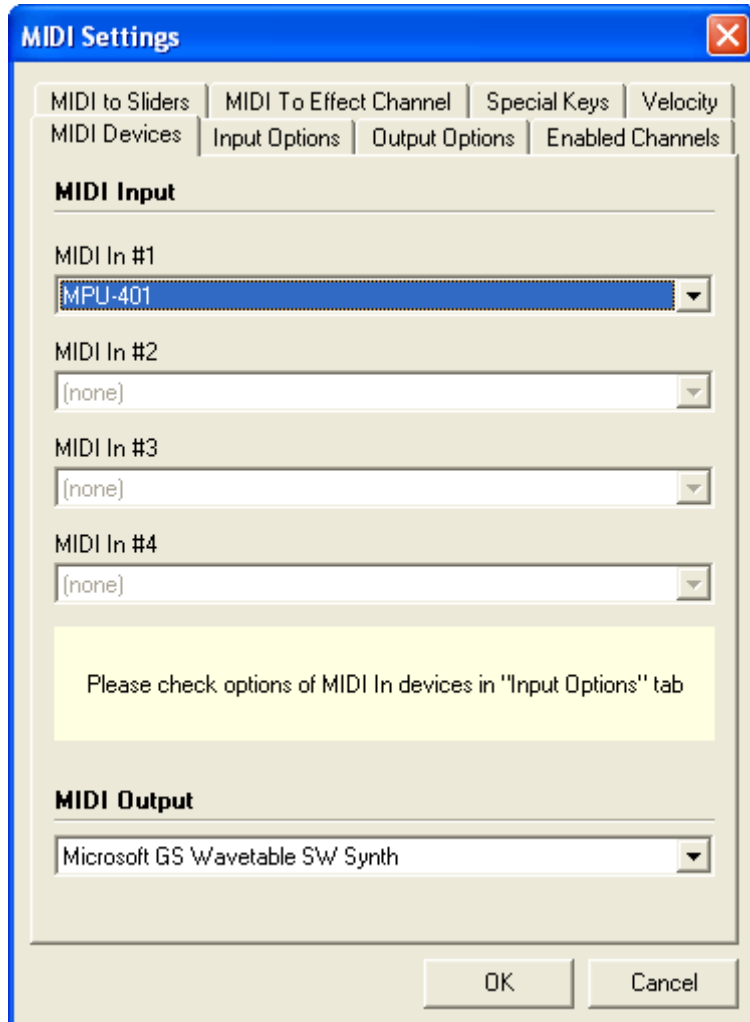 MIDI Settings
MIDI to Sliders MIDI To Effect Channel Special Keys Velocity
MIDI Devices Input Options Output Options Enabled Channels
MIDI Input
MIDI In #1
MPU-401
MIDI In #2
(none)
MIDI In #3
(none)
MIDI In #4
(none)
Please check options of MIDI In devices in "Input Options" tab
MIDI Output
Microsoft GS Wavetable SW Synth
OK Cancel